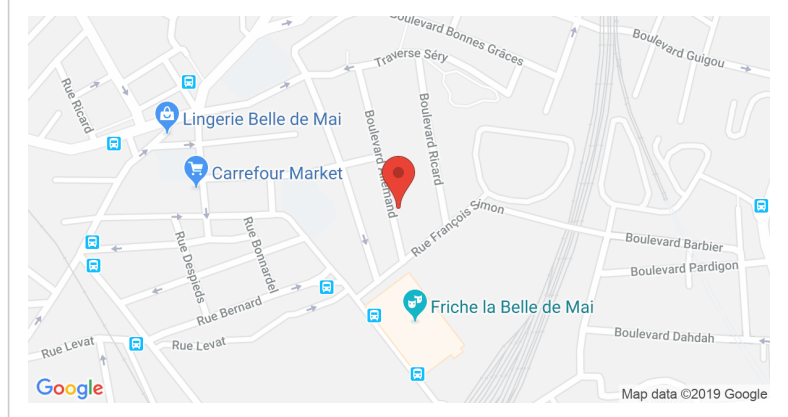 Boulevard Bonnes Grâces
Boulevard Guigou
Traverse Séry
Rue Ricard
Boulevard Ricard
Lingerie Belle de Mai
Boulevard Allemand
Carrefour Market
Rue François Simon
Rue Despieds
Rue Bonnardel
Boulevard Barbier
Boulevard Pardigon
Rue Bernard
Friche la Belle de Mai
Rue Levat
Rue Levat
Boulevard Dahdah
Google
Map data ©2019 Google